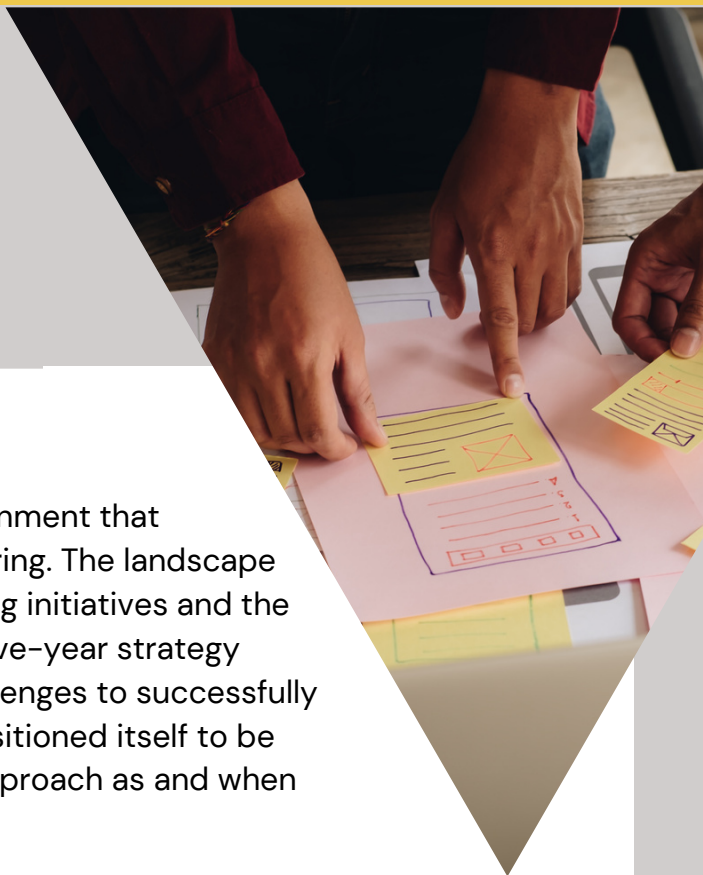 nment that
ring. The landscape
g initiatives and the
ve-year strategy
enges to successfully
sitioned itself to be
proach as and when